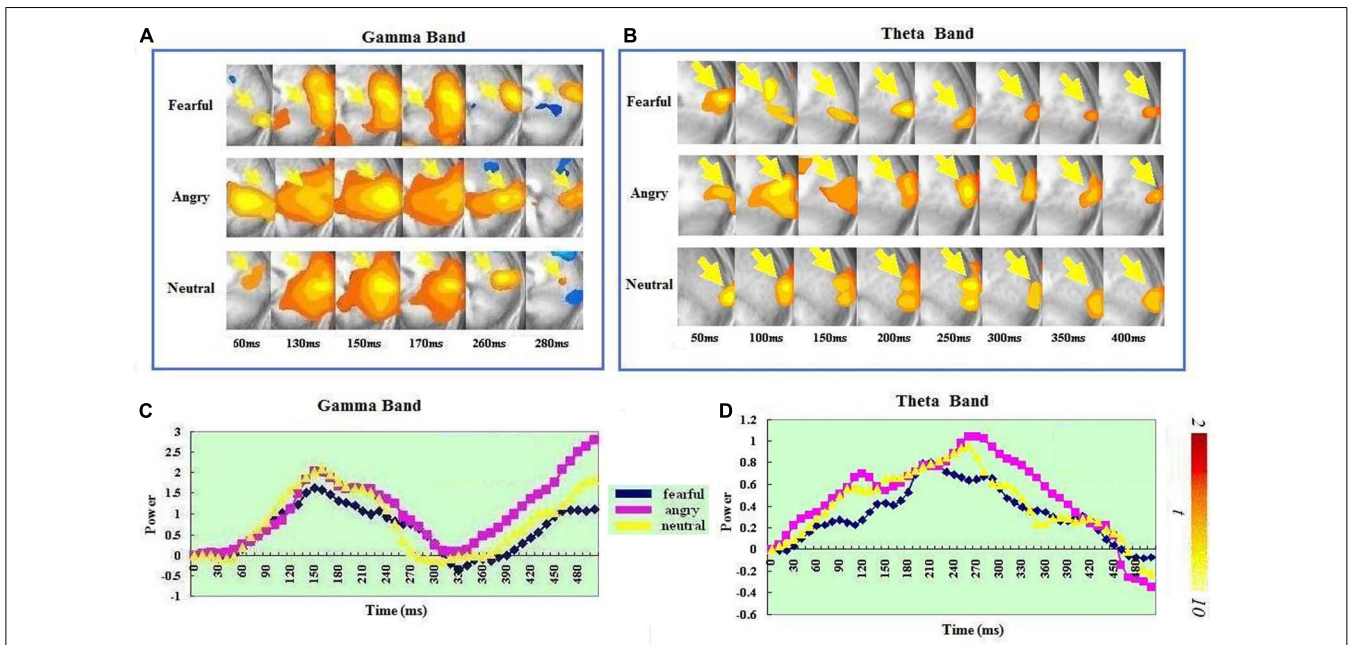 A
Gamma Band
Fearful
Angry
Neutral
60ms 130ms 150ms 170ms 260ms 280ms
B
Theta Band
Fearful
Angry
Neutral
50ms 100ms 150ms 200ms 250ms 300ms 350ms 400ms
C
Gamma Band
3
2.5
2
1.5
1
0.5
0
-0.5
-1
Power
0 30 60 90 120 150 180 210 240 270 300 330 360 390 420 450 480
Time (ms)
fearful
angry
neutral
D
Theta Band
1.2
1
0.8
0.6
0.4
0.2
0
-0.2
-0.4
-0.6
Power
0 30 60 90 120 150 180 210 240 270 300 330 360 390 420 450 480
Time (ms)
2
t
10